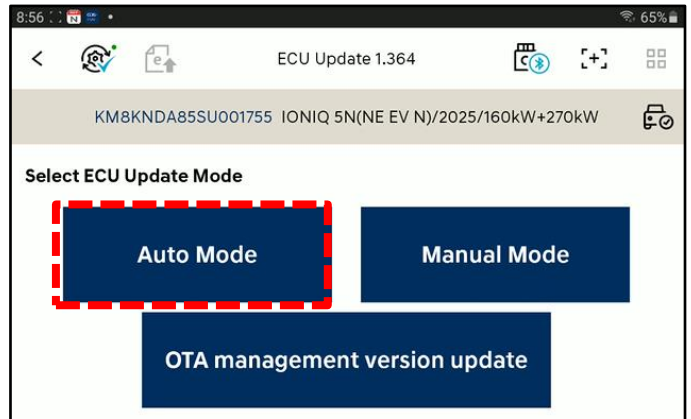 8:56
65%
ECU Update 1.364
KM8KNDA85SU001755 IONIQ 5N(NE EV N)/2025/160kW+270kW
Select ECU Update Mode
Auto Mode
Manual Mode
OTA management version update